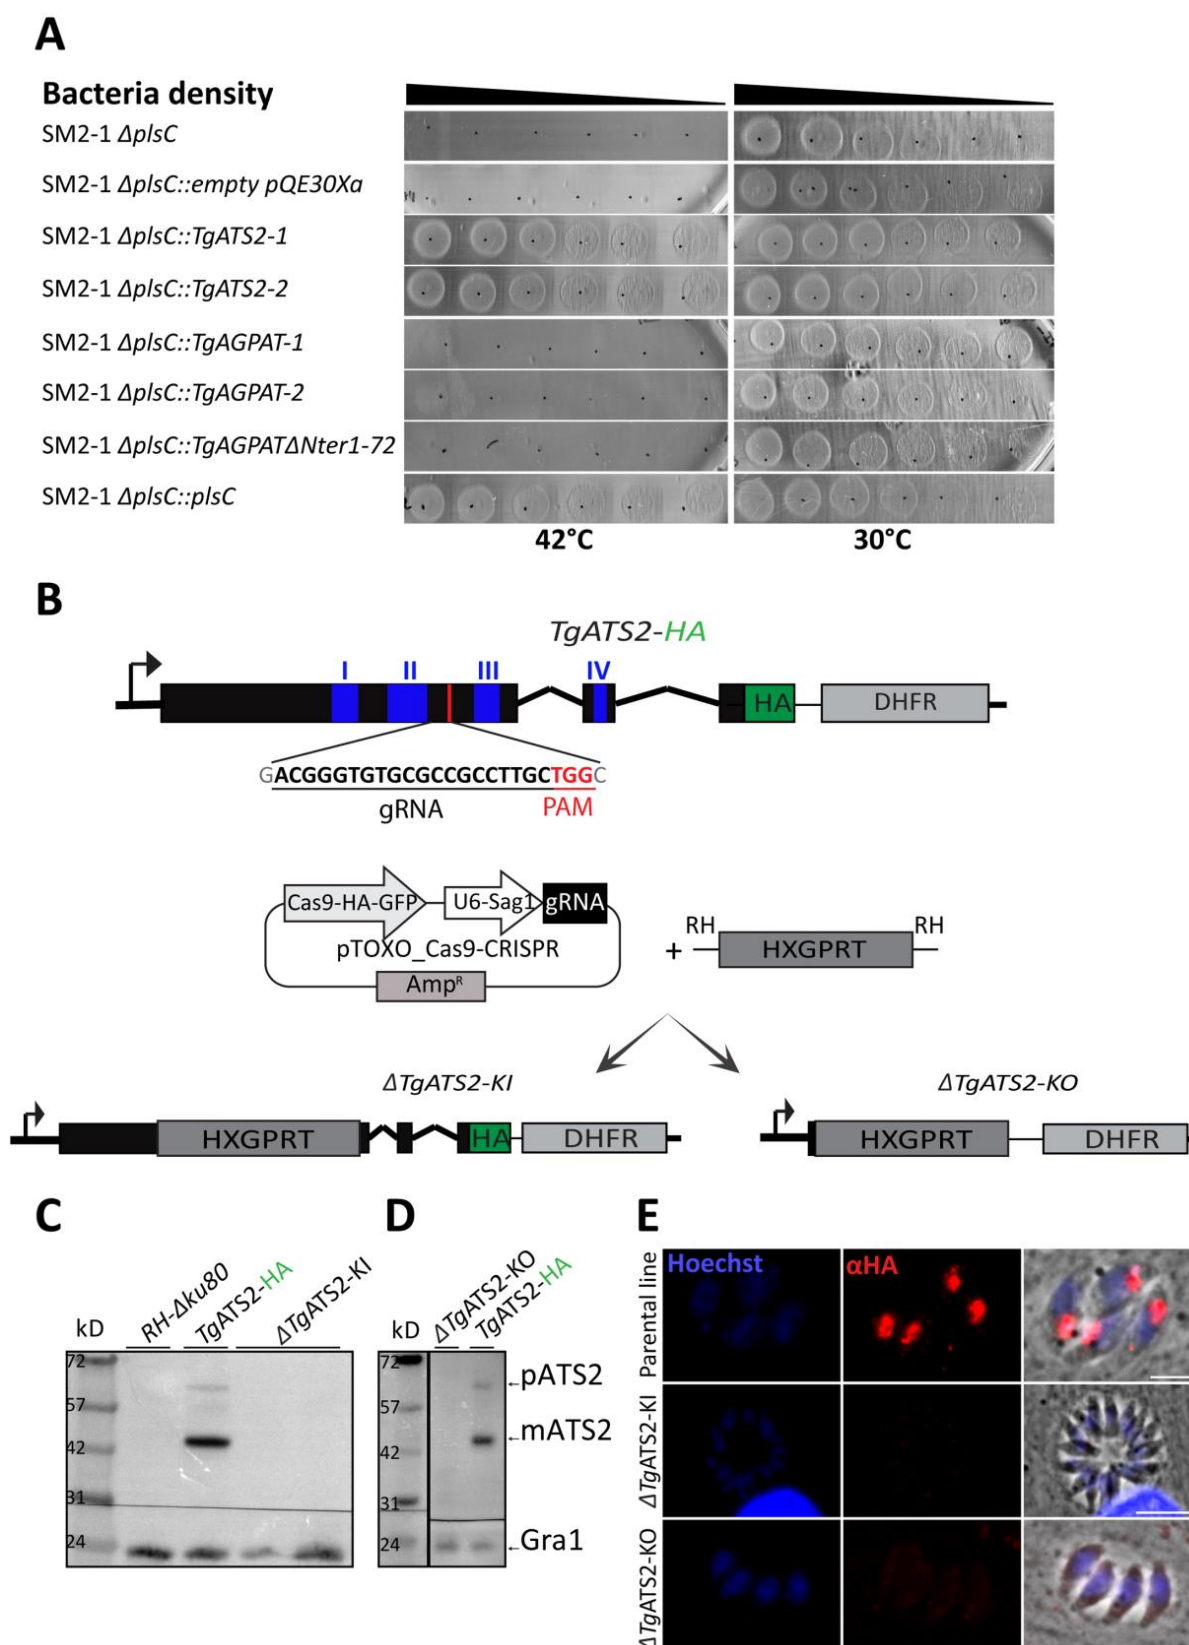 A
Bacteria density
SM2-1 ΔplsC
SM2-1 ΔplsC::empty pQE30Xa
SM2-1 ΔplsC::TgATS2-1
SM2-1 ΔplsC::TgATS2-2
SM2-1 ΔplsC::TgAGPAT-1
SM2-1 ΔplsC::TgAGPAT-2
SM2-1 ΔplsC::TgAGPATΔNter1-72
SM2-1 ΔplsC::plsC
42°C
30°C
B
TgATS2-HA
I II III IV
HA
DHFR
GACGGGTGTGCGCCGCCTTGCTGGC
gRNA
PAM
Cas9-HA-GFP
U6-Sag1
gRNA
pTOXO_Cas9-CRISPR
Amp^R
+
RH
HXGPRT
RH
ΔTgATS2-KI
HXGPRT
HA
DHFR
ΔTgATS2-KO
HXGPRT
DHFR
C
kD
RH-Δku80
TgATS2-HA
ΔTgATS2-KI
72
57
42
31
24
D
kD
ΔTgATS2-KO
TgATS2-HA
72
57
42
31
24
pATS2
mATS2
Gra1
E
Hoechst
αHA
Parental line
ΔTgATS2-KI
ΔTgATS2-KO